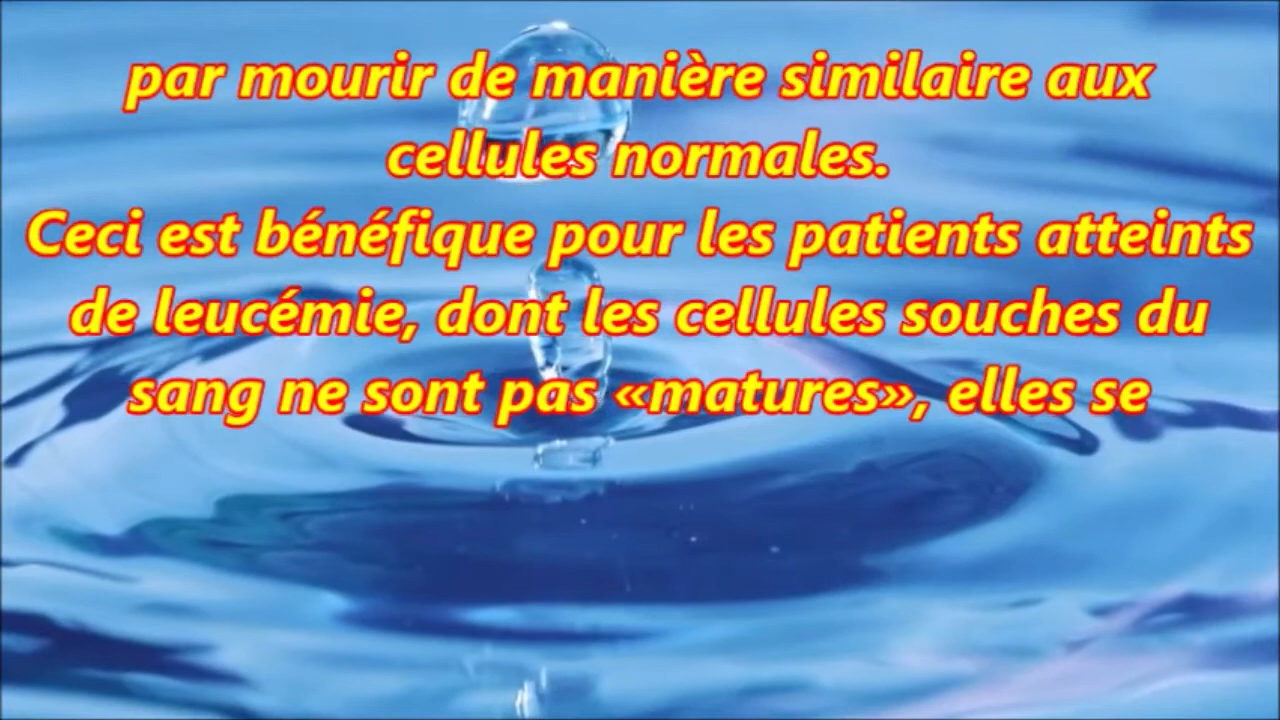 par mourir de manière similaire aux
cellules normales.
Ceci est bénéfique pour les patients atteints
de leucémie, dont les cellules souches du
sang ne sont pas «matures», elles se